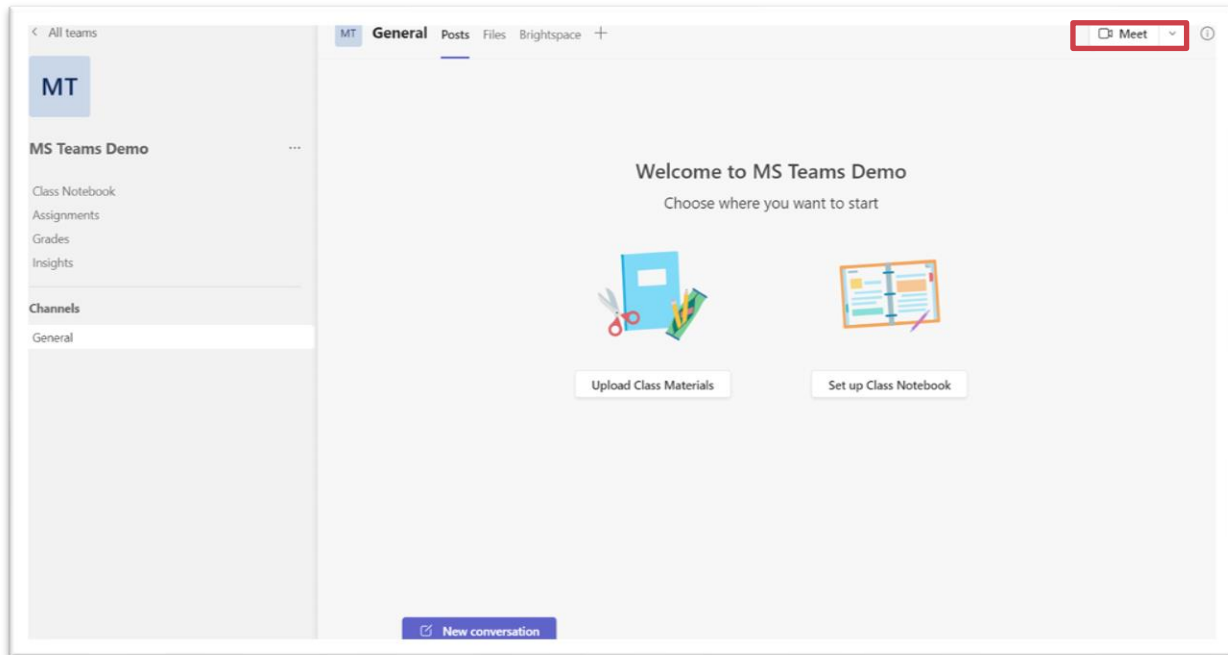 All teams
MT
MS Teams Demo
...
Class Notebook
Assignments
Grades
Insights
Channels
General
MT General Posts Files Brightspace +
Meet
Welcome to MS Teams Demo
Choose where you want to start
Upload Class Materials
Set up Class Notebook
New conversation